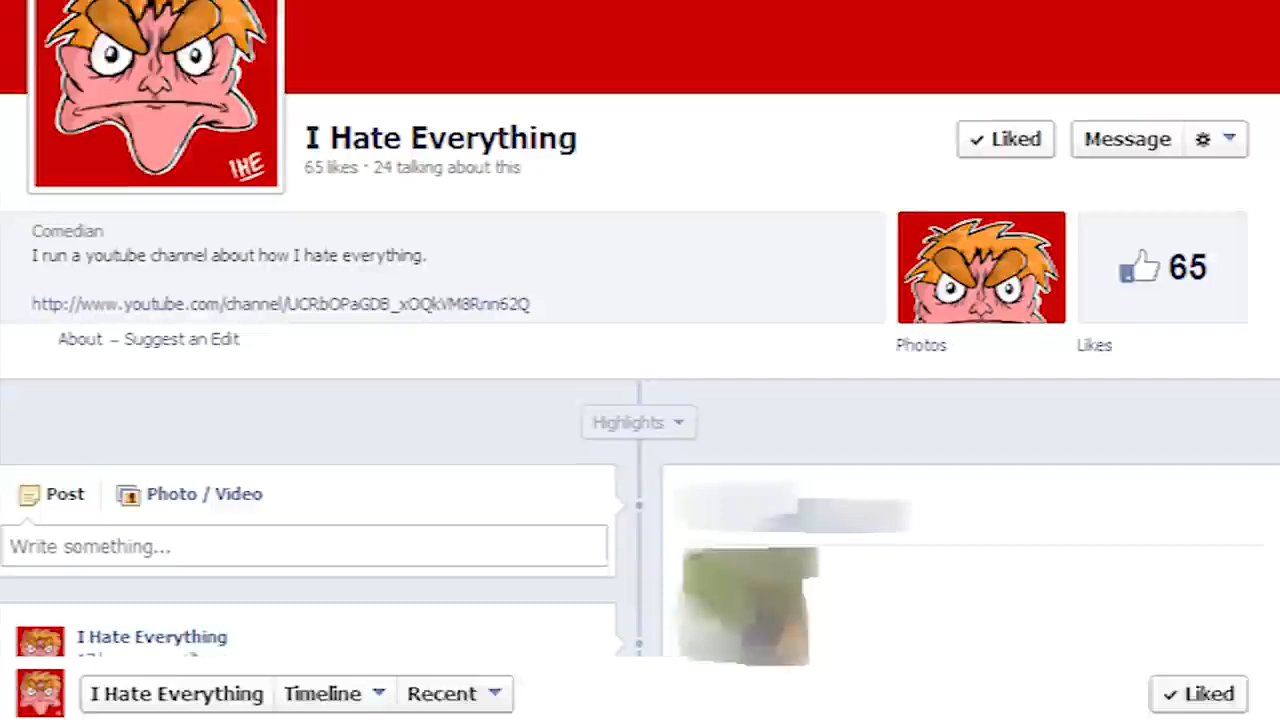 IHE
I Hate Everything
65 likes · 24 talking about this
✓ Liked
Message
Comedian
I run a youtube channel about how I hate everything.
http://www.youtube.com/channel/UCRbOPaGDB_xOQkVM8Rnn62Q
About – Suggest an Edit
65
Photos
Likes
Highlights
Post
Photo / Video
Write something...
I Hate Everything
I Hate Everything
Timeline
Recent
✓ Liked